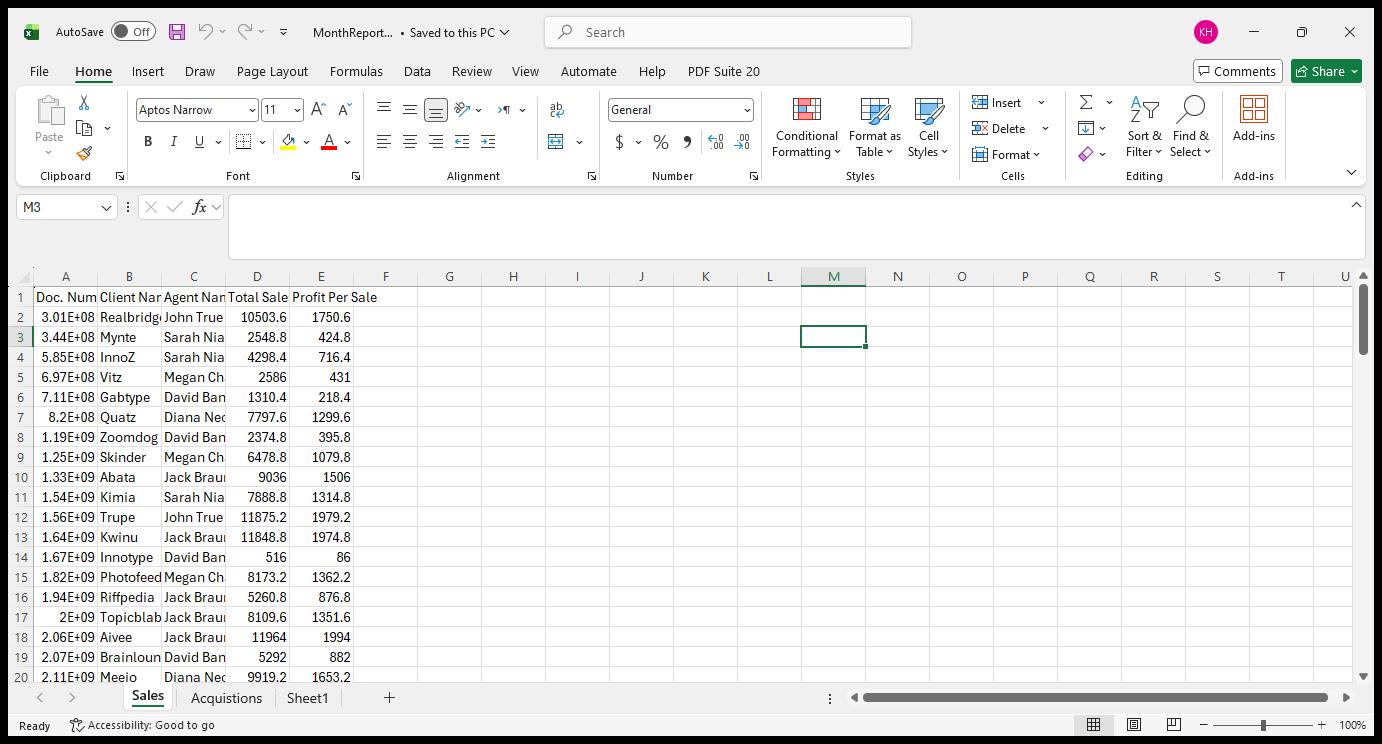 AutoSave Off MonthReport... • Saved to this PC Search KH
File Home Insert Draw Page Layout Formulas Data Review View Automate Help PDF Suite 20 Comments Share
Paste
Clipboard
Aptos Narrow 11
B I U A
Font
ab
Alignment
General
$ % 9 .00
Number
Conditional Formatting
Format as Table
Cell Styles
Styles
Insert
Delete
Format
Cells
Sort & Filter
Find & Select
Editing
Add-ins
Add-ins
M3 fx
A B C D E F G H I J K L M N O P Q R S T U
1 Doc. Num Client Nar Agent Nan Total Sale Profit Per Sale
2 3.01E+08 Realbridge John True 10503.6 1750.6
3 3.44E+08 Mynte Sarah Nia 2548.8 424.8
4 5.85E+08 InnoZ Sarah Nia 4298.4 716.4
5 6.97E+08 Vitz Megan Ch 2586 431
6 7.11E+08 Gabtype David Ban 1310.4 218.4
7 8.2E+08 Quatz Diana Nec 7797.6 1299.6
8 1.19E+09 Zoomdog David Ban 2374.8 395.8
9 1.25E+09 Skinder Megan Ch 6478.8 1079.8
10 1.33E+09 Abata Jack Brau 9036 1506
11 1.54E+09 Kimia Sarah Nia 7888.8 1314.8
12 1.56E+09 Trupe John True 11875.2 1979.2
13 1.64E+09 Kwinu Jack Brau 11848.8 1974.8
14 1.67E+09 Innotype David Ban 516 86
15 1.82E+09 Photofeed Megan Ch 8173.2 1362.2
16 1.94E+09 Riffpedia Jack Brau 5260.8 876.8
17 2E+09 Topicblab Jack Brau 8109.6 1351.6
18 2.06E+09 Aivee Jack Brau 11964 1994
19 2.07E+09 Brainloun David Ban 5292 882
20 2.11E+09 Meeio Diana Nec 9919.2 1653.2
Sales Acquistions Sheet1
Ready Accessibility: Good to go 100%